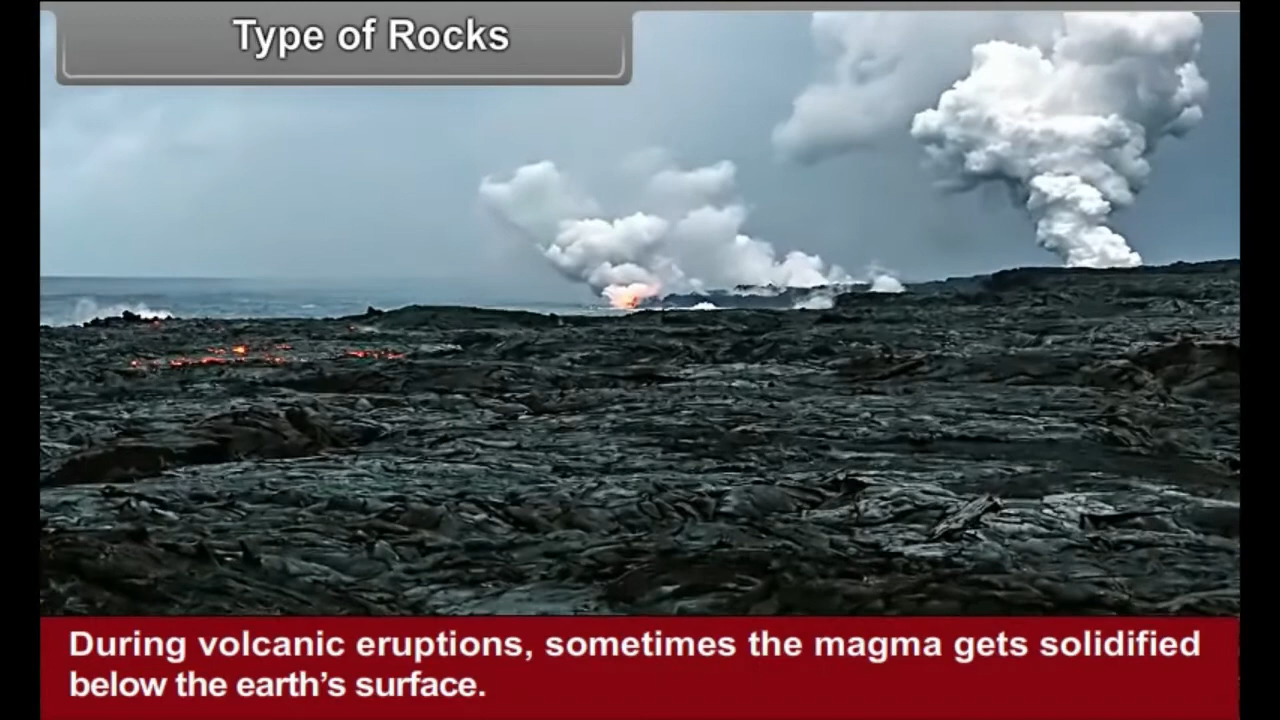 Type of Rocks
During volcanic eruptions, sometimes the magma gets solidified
below the earth’s surface.